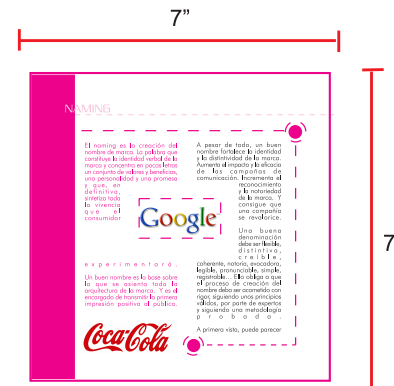 7”
7
NAMING
El naming es la creación del
nombre de marca. La palabra que
constituye la identidad verbal de la
marca y concentra en pocas letras
un conjunto de valores y beneficios,
una personalidad y una promesa
y que, en
definitiva,
sintetiza toda
la vivencia
que el
consumidor
experimentará.
Un buen nombre es la base sobre
la que se asienta toda la
arquitectura de la marca. Y es el
encargado de transmitir la primera
impresión positiva al público.
Coca-Cola
Google
A pesar de todo, un buen
nombre fortalece la identidad
y la distintividad de la marca.
Aumenta el impacto y la eficacia
de las campañas de
comunicación. Incrementa el
reconocimiento
y la notoriedad
de la marca. Y
consigue que
una compañía
se revalorice.
Una buena
denominación
debe ser flexible,
distintiva,
creíble,
coherente, notoria, evocadora,
legible, pronunciable, simple,
registrable... Ello obliga a que
el proceso de creación del
nombre deba ser acometido con
rigor, siguiendo unos principios
válidos, por parte de expertos
y siguiendo una metodología
probada.
A primera vista, puede parecer